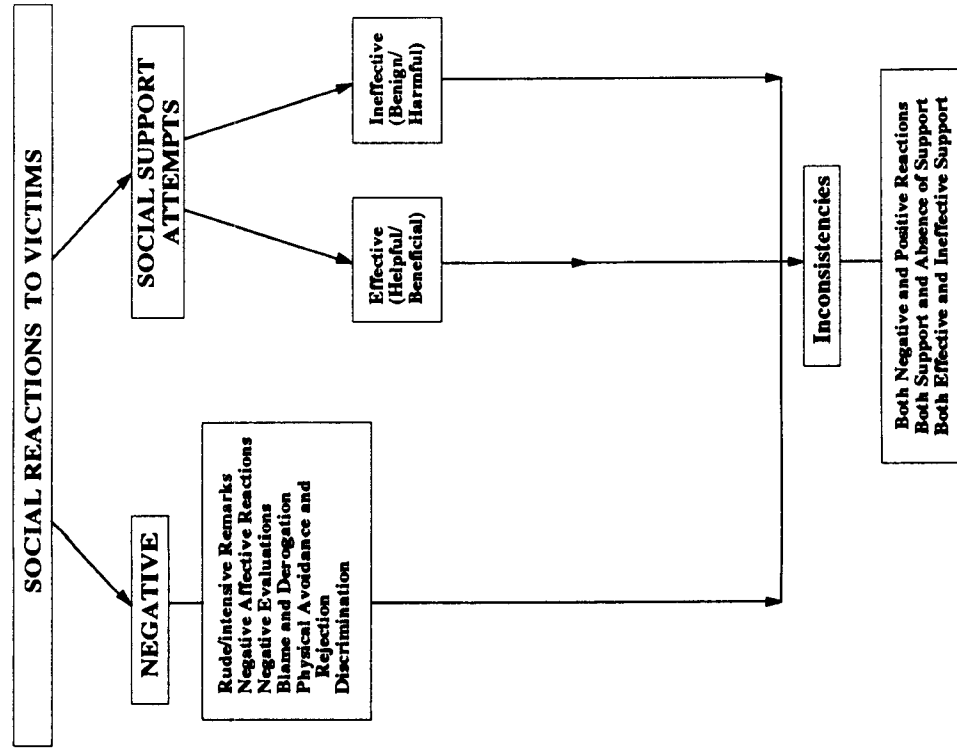 SOCIAL REACTIONS TO VICTIMS
NEGATIVE
Rude/intensive Remarks
Negative Affective Reactions
Negative Evaluations
Blame and Derogation
Physical Avoidance and
Rejection
Discrimination
SOCIAL SUPPORT
ATTEMPTS
Effective
(Helpful/
Beneficial)
Ineffective
(Benign/
Harmful)
Inconsistencies
Both Negative and Positive Reactions
Both Support and Absence of Support
Both Effective and Ineffective Support